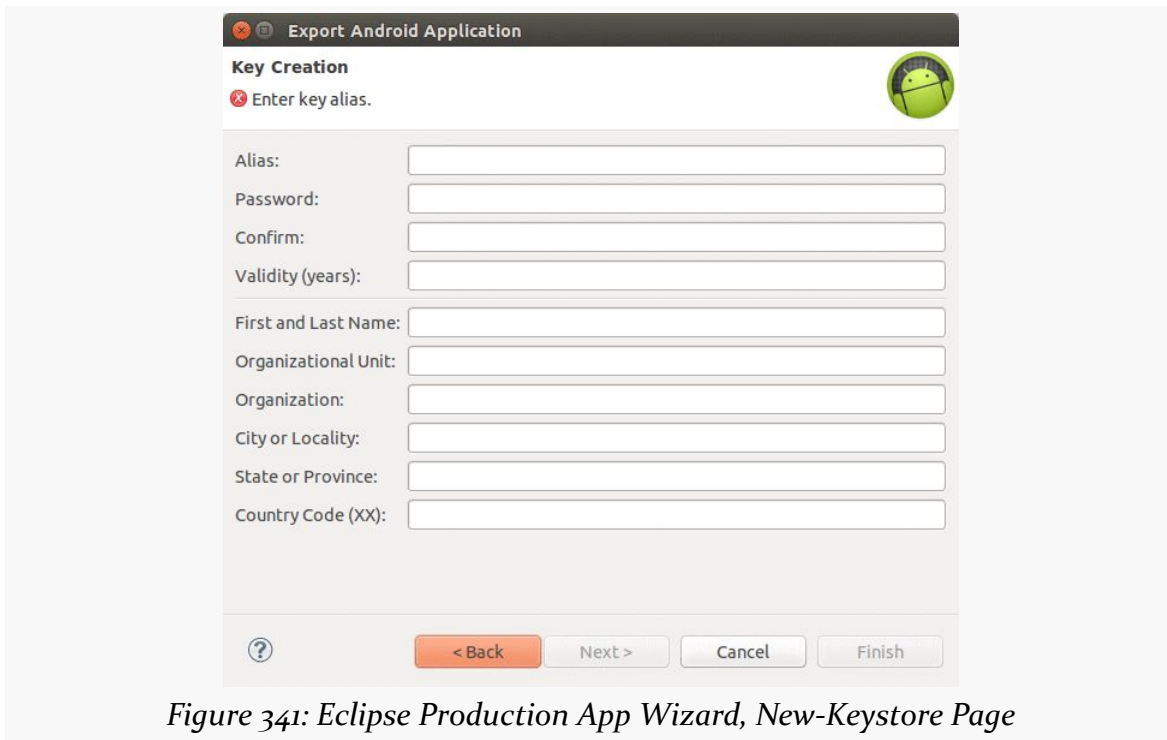 Export Android Application
Key Creation
Enter key alias.
Alias:
Password:
Confirm:
Validity (years):
First and Last Name:
Organizational Unit:
Organization:
City or Locality:
State or Province:
Country Code (XX):
? < Back Next > Cancel Finish
Figure 341: Eclipse Production App Wizard, New-Keystore Page